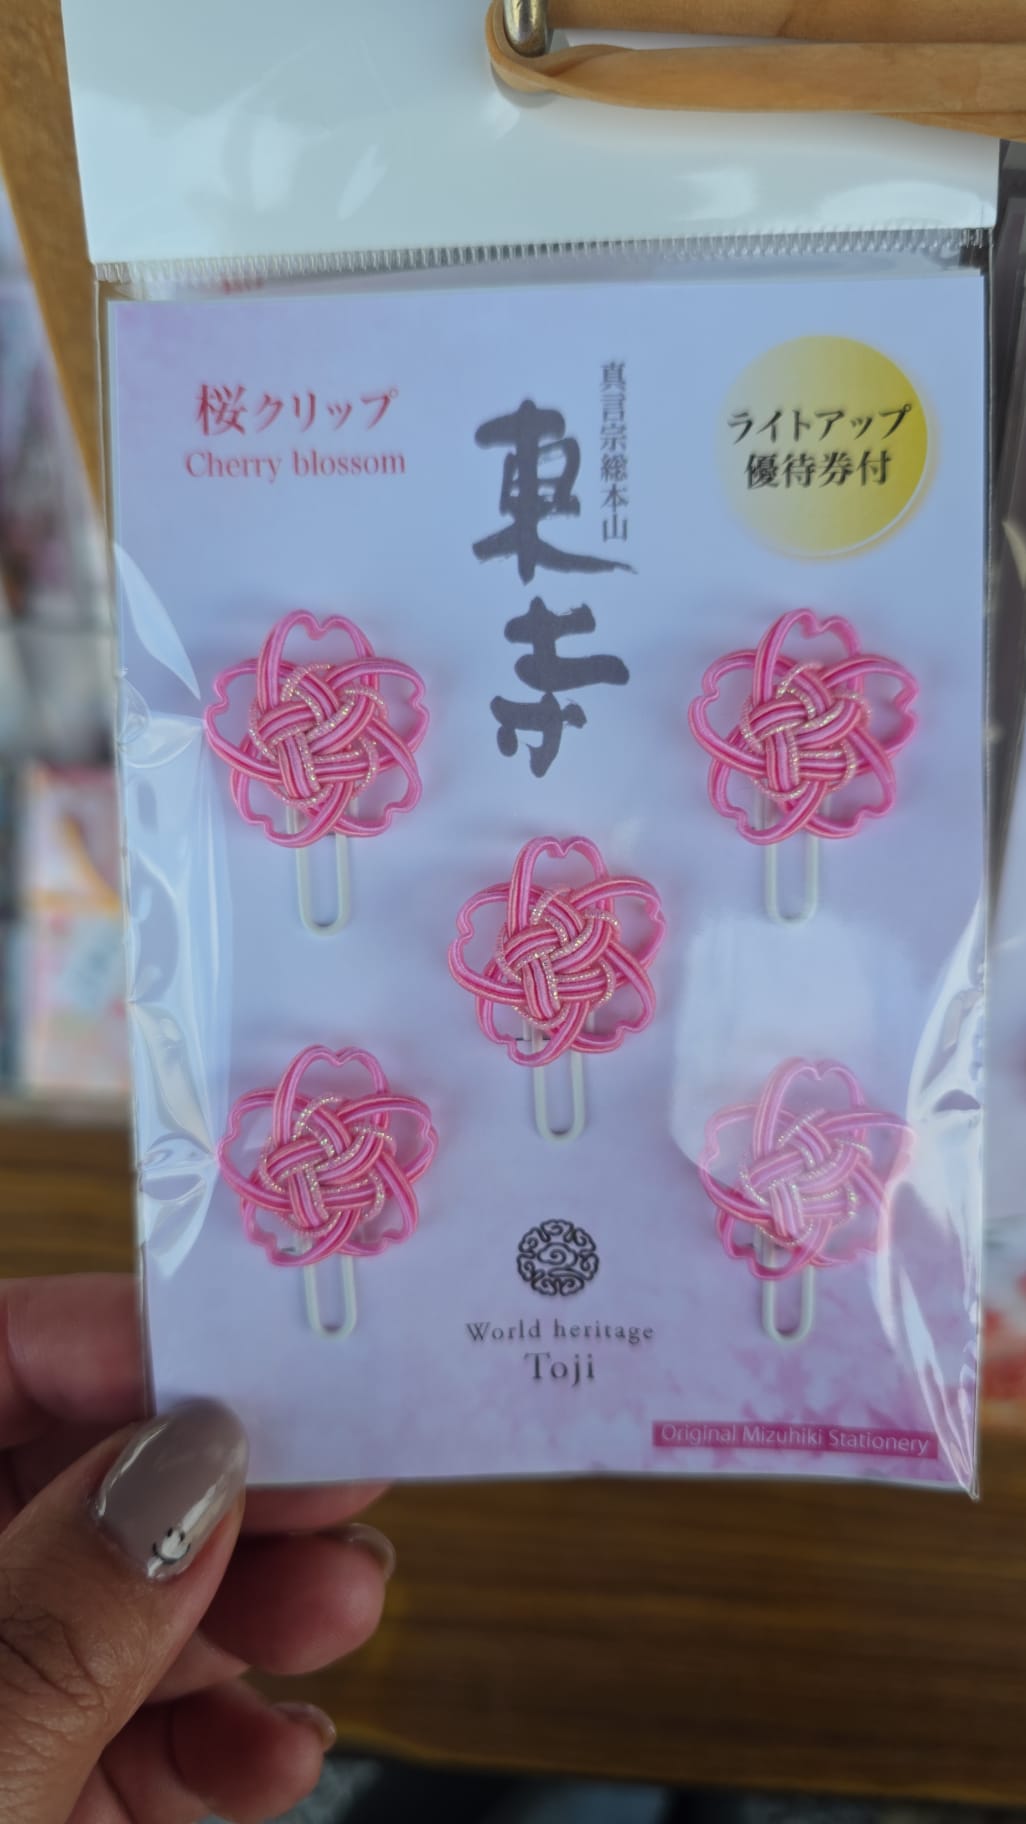 桜クリップ
Cherry blossom
真言宗総本山
東寺
ライトアップ
優待券付
World heritage
Toji
Original Mizuhiki Stationery